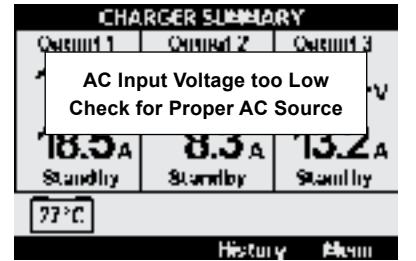 CHARGER SUMMARY
Output 1 Output 2 Output 3
AC Input Voltage too Low
Check for Proper AC Source
V
18.5A 8.3A 13.2A
Standby Standby Standby
27°C
History Menu